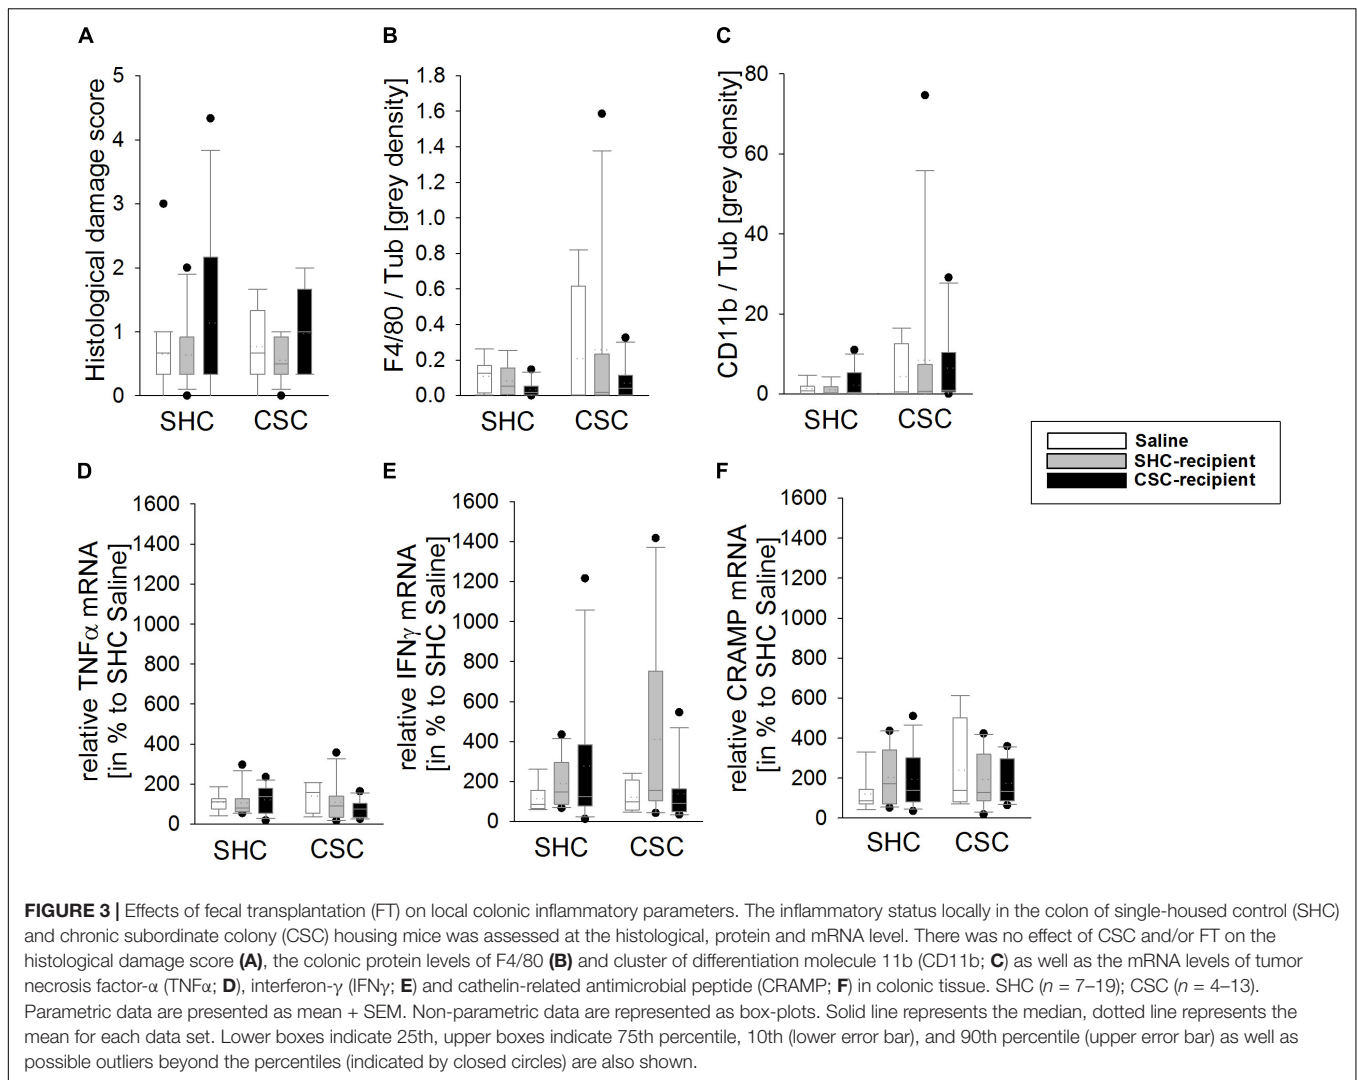 A
Histological damage score
5
4
3
2
1
0
SHC CSC
B
F4/80 / Tub [grey density]
1.8
1.6
1.4
1.2
1.0
0.8
0.6
0.4
0.2
0.0
SHC CSC
C
CD11b / Tub [grey density]
80
60
40
20
0
SHC CSC
Saline
SHC-recipient
CSC-recipient
D
relative TNFα mRNA
[in % to SHC Saline]
1600
1400
1200
1000
800
600
400
200
0
SHC CSC
E
relative IFNγ mRNA
[in % to SHC Saline]
1600
1400
1200
1000
800
600
400
200
0
SHC CSC
F
relative CRAMP mRNA
[in % to SHC Saline]
1600
1400
1200
1000
800
600
400
200
0
SHC CSC
FIGURE 3 | Effects of fecal transplantation (FT) on local colonic inflammatory parameters. The inflammatory status locally in the colon of single-housed control (SHC)
and chronic subordinate colony (CSC) housing mice was assessed at the histological, protein and mRNA level. There was no effect of CSC and/or FT on the
histological damage score (A), the colonic protein levels of F4/80 (B) and cluster of differentiation molecule 11b (CD11b; C) as well as the mRNA levels of tumor
necrosis factor-α (TNFα; D), interferon-γ (IFNγ; E) and cathelin-related antimicrobial peptide (CRAMP; F) in colonic tissue. SHC (n = 7–19); CSC (n = 4–13).
Parametric data are presented as mean + SEM. Non-parametric data are represented as box-plots. Solid line represents the median, dotted line represents the
mean for each data set. Lower boxes indicate 25th, upper boxes indicate 75th percentile, 10th (lower error bar), and 90th percentile (upper error bar) as well as
possible outliers beyond the percentiles (indicated by closed circles) are also shown.